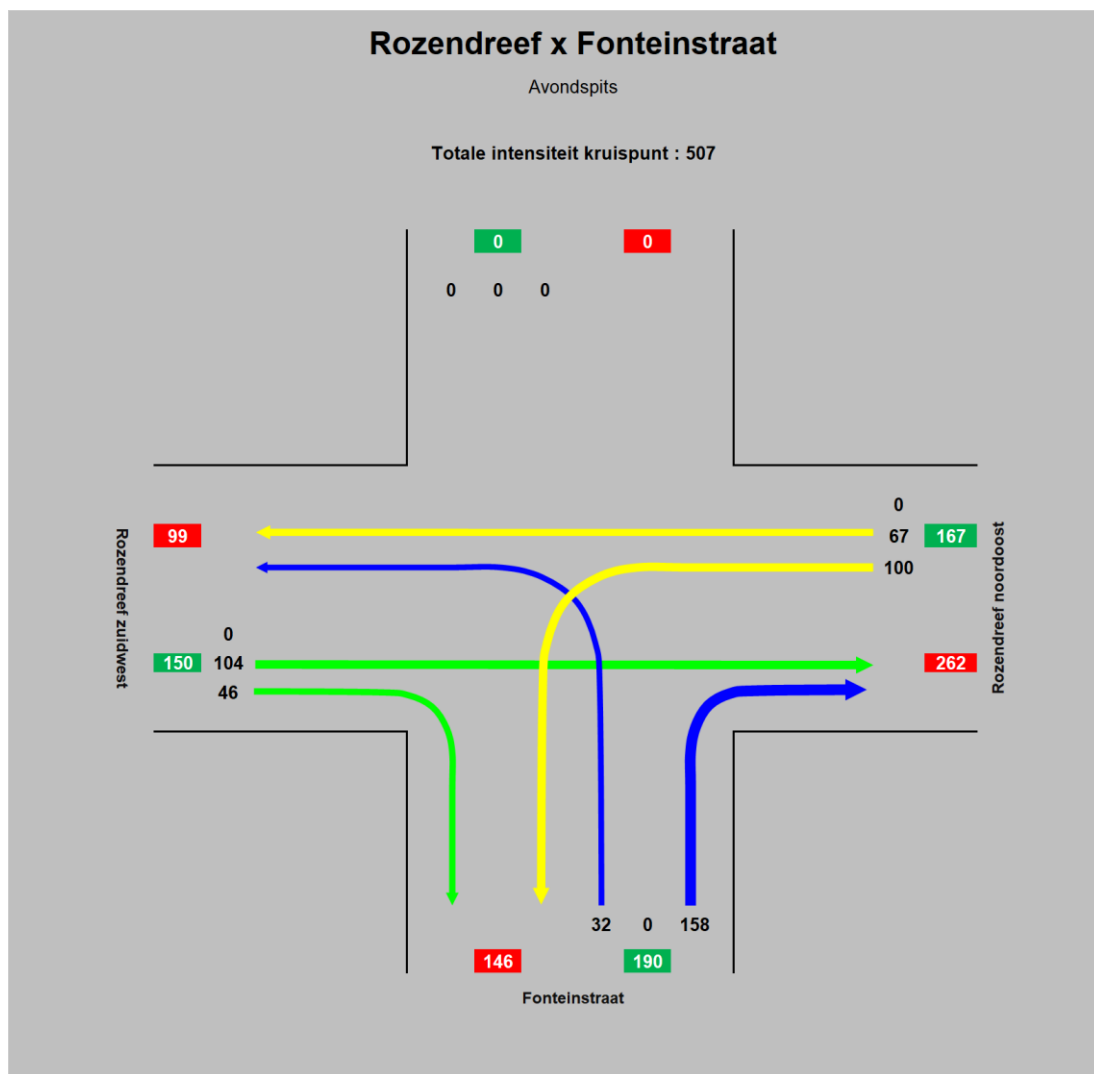 Rozendreef x Fonteinstraat
Avondspits
Totale intensiteit kruispunt : 507
0 0
0 0 0
0
99 67 167
100
Rozendreef zuidwest
Rozendreef noordoost
0
150 104 262
46
32 0 158
146 190
Fonteinstraat